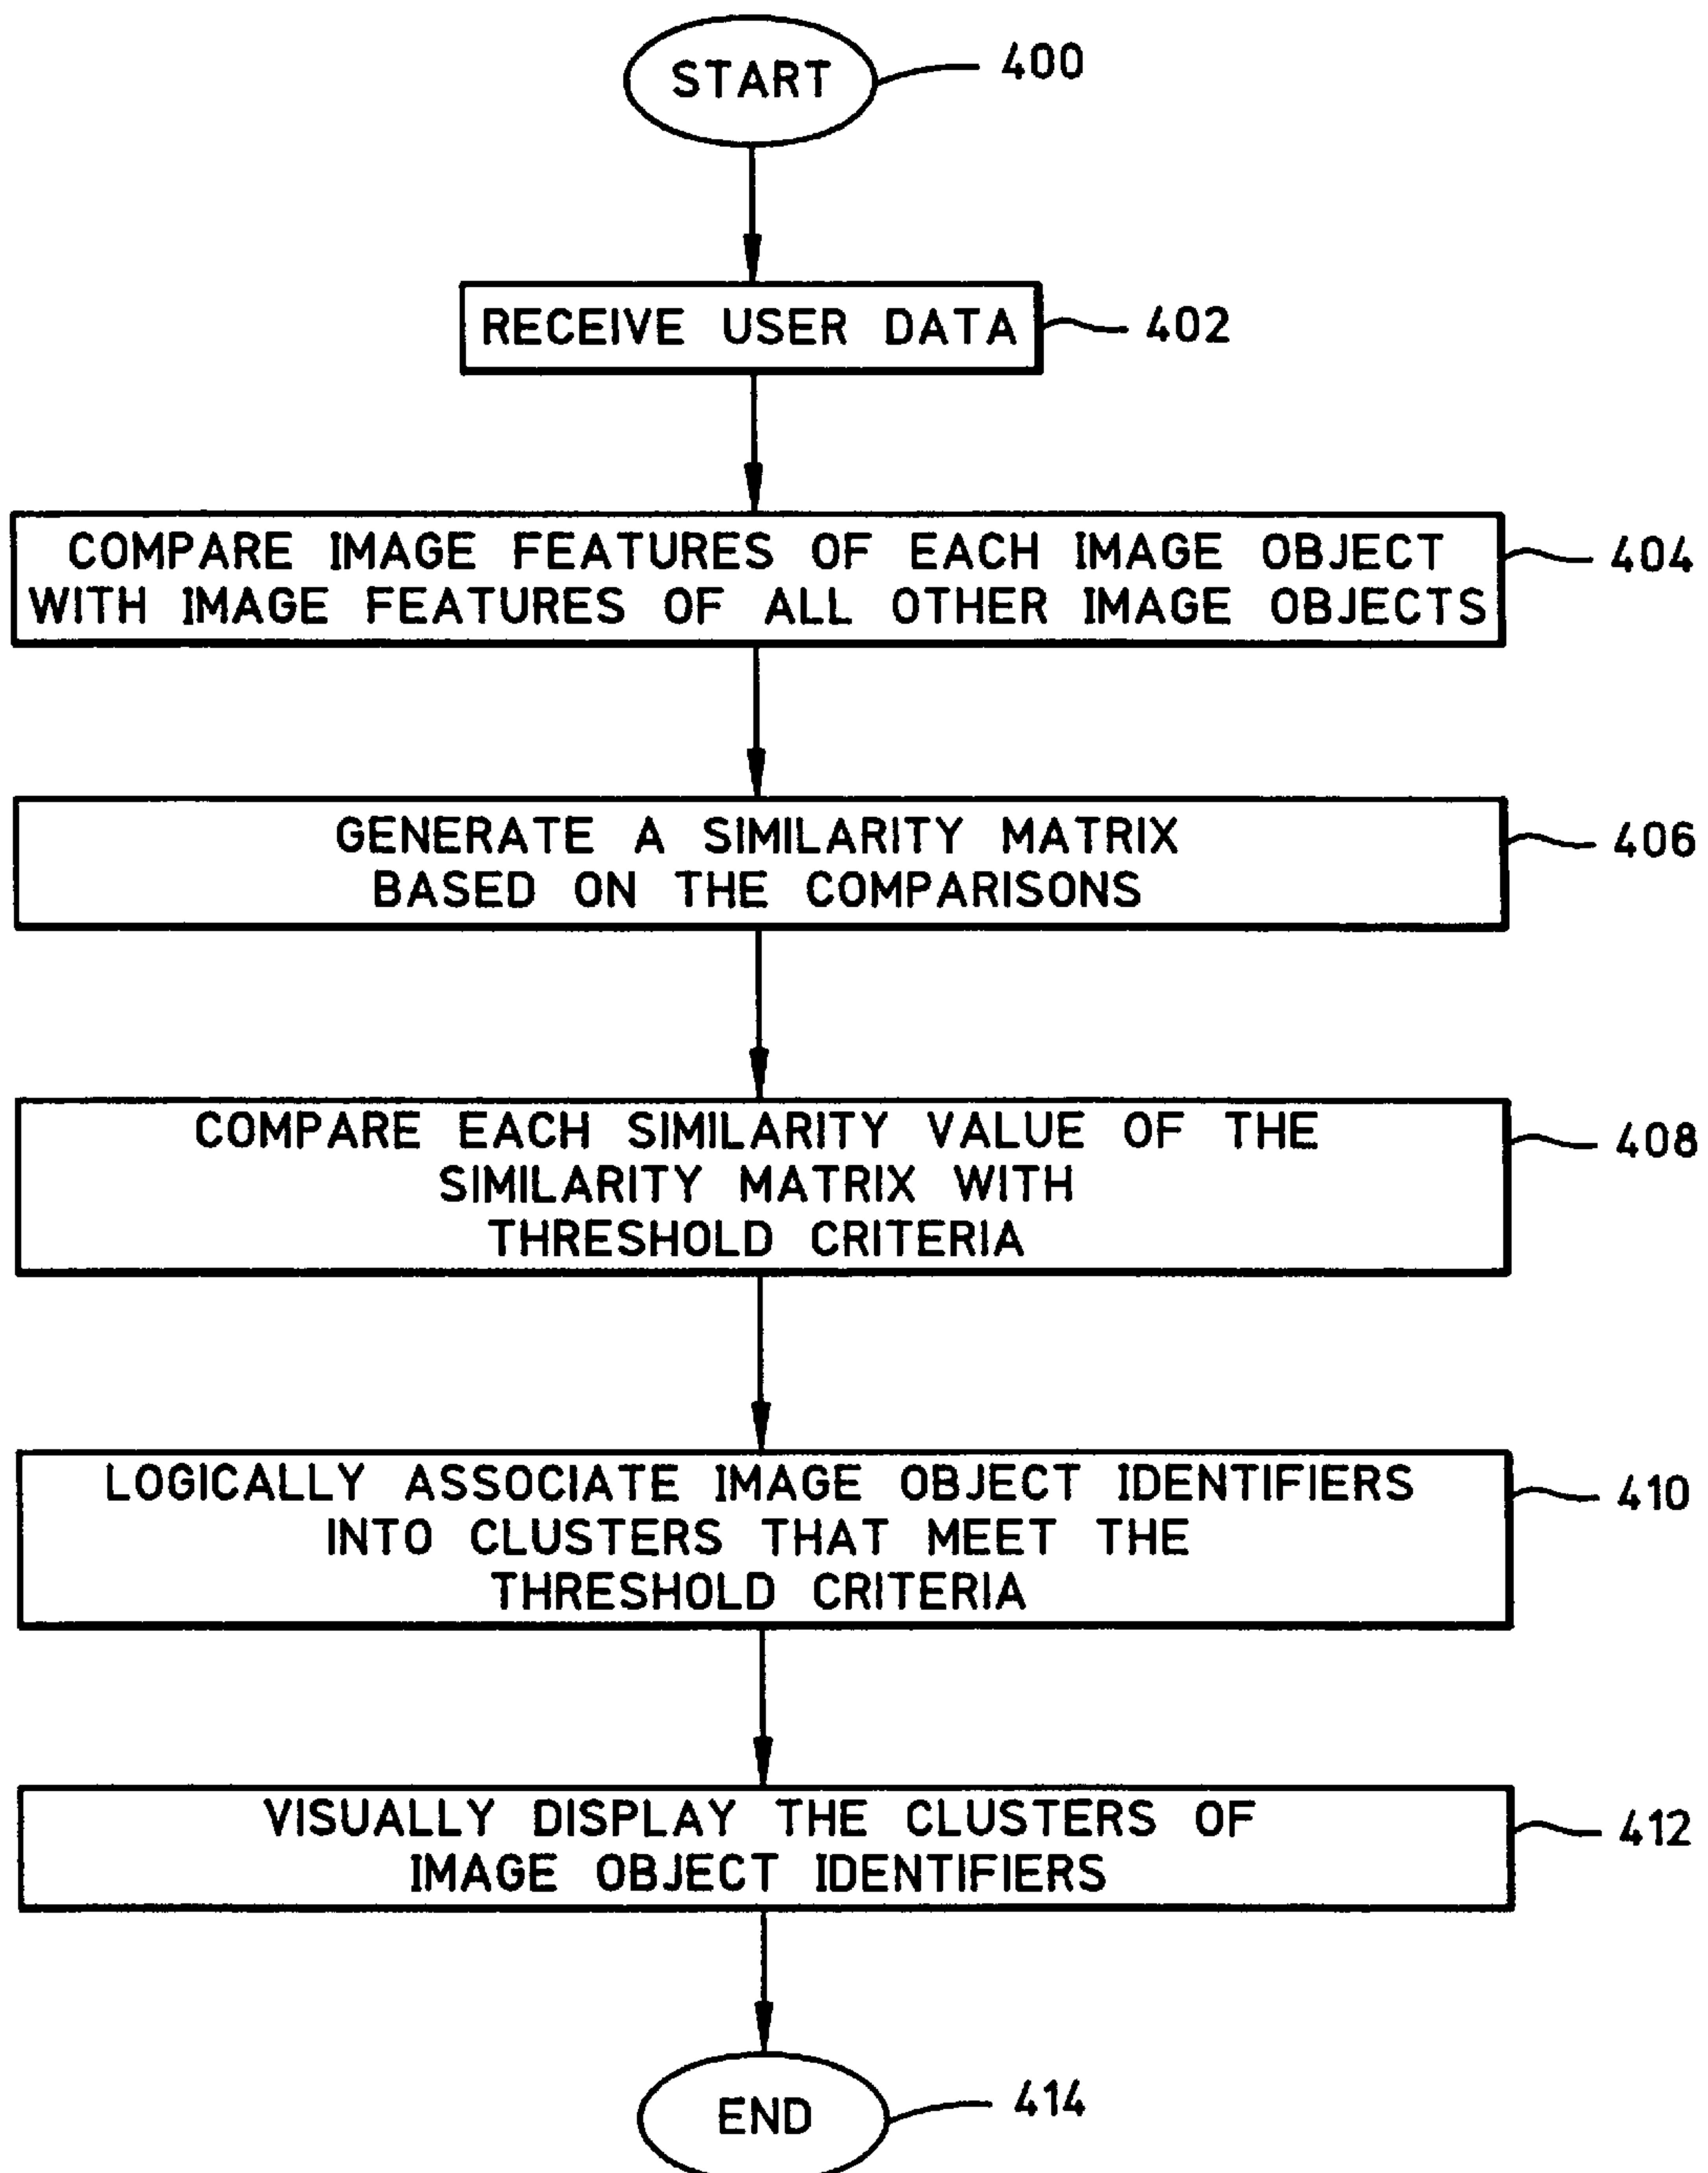 START
400
RECEIVE USER DATA
402
COMPARE IMAGE FEATURES OF EACH IMAGE OBJECT
WITH IMAGE FEATURES OF ALL OTHER IMAGE OBJECTS
404
GENERATE A SIMILARITY MATRIX
BASED ON THE COMPARISONS
406
COMPARE EACH SIMILARITY VALUE OF THE
SIMILARITY MATRIX WITH
THRESHOLD CRITERIA
408
LOGICALLY ASSOCIATE IMAGE OBJECT IDENTIFIERS
INTO CLUSTERS THAT MEET THE
THRESHOLD CRITERIA
410
VISUALLY DISPLAY THE CLUSTERS OF
IMAGE OBJECT IDENTIFIERS
412
END
414